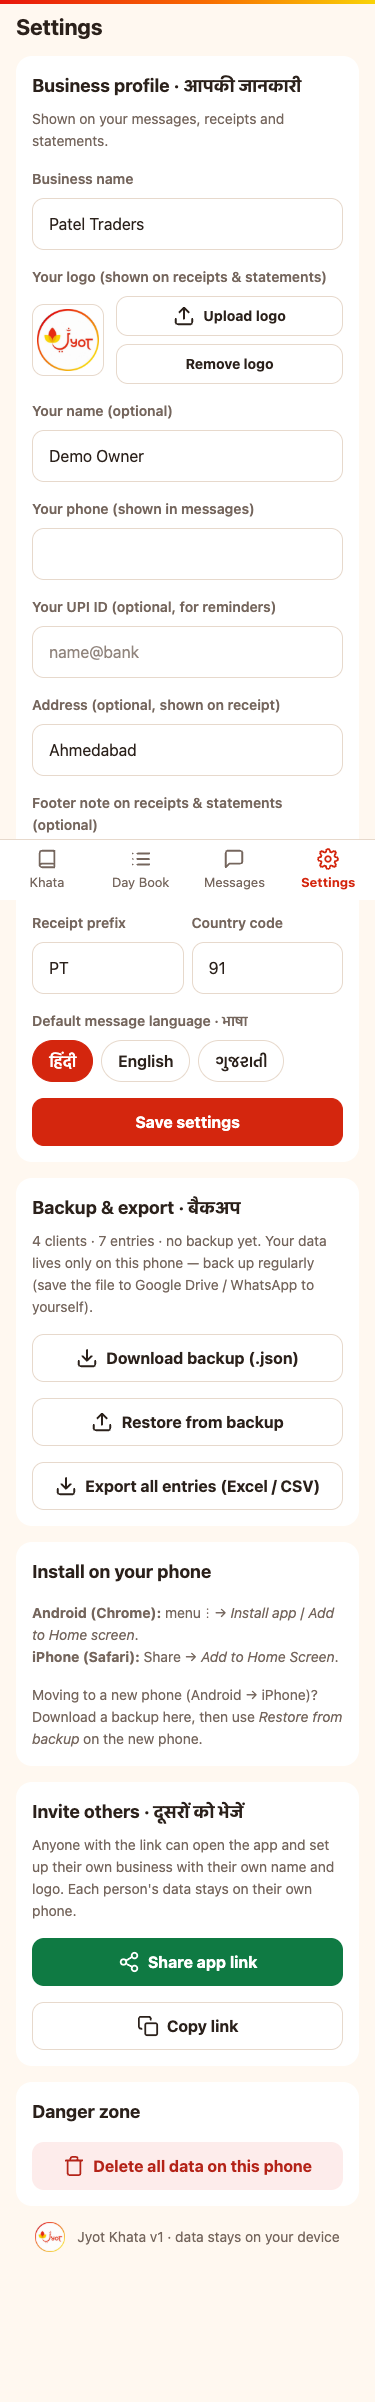 Settings
Business profile · आपकी जानकारी
Shown on your messages, receipts and
statements.
Business name
Patel Traders
Your logo (shown on receipts & statements)
Jyot
Upload logo
Remove logo
Your name (optional)
Demo Owner
Your phone (shown in messages)
Your UPI ID (optional, for reminders)
name@bank
Address (optional, shown on receipt)
Ahmedabad
Footer note on receipts & statements
(optional)
Khata
Day Book
Messages
Settings
Receipt prefix
Country code
PT
91
Default message language · भाषा
हिंदी
English
ગુજરાતી
Save settings
Backup & export · बैकअप
4 clients · 7 entries · no backup yet. Your data
lives only on this phone — back up regularly
(save the file to Google Drive / WhatsApp to
yourself).
Download backup (.json)
Restore from backup
Export all entries (Excel / CSV)
Install on your phone
Android (Chrome): menu ⋮ → Install app / Add
to Home screen.
iPhone (Safari): Share → Add to Home Screen.
Moving to a new phone (Android → iPhone)?
Download a backup here, then use Restore from
backup on the new phone.
Invite others · दूसरों को भेजें
Anyone with the link can open the app and set
up their own business with their own name and
logo. Each person's data stays on their own
phone.
Share app link
Copy link
Danger zone
Delete all data on this phone
Jyot
Jyot Khata v1 · data stays on your device